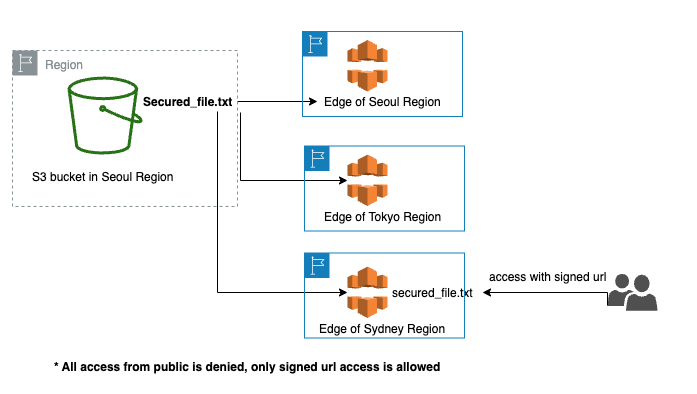 Region
Secured_file.txt
S3 bucket in Seoul Region
Edge of Seoul Region
Edge of Tokyo Region
secured_file.txt
Edge of Sydney Region
access with signed url
* All access from public is denied, only signed url access is allowed